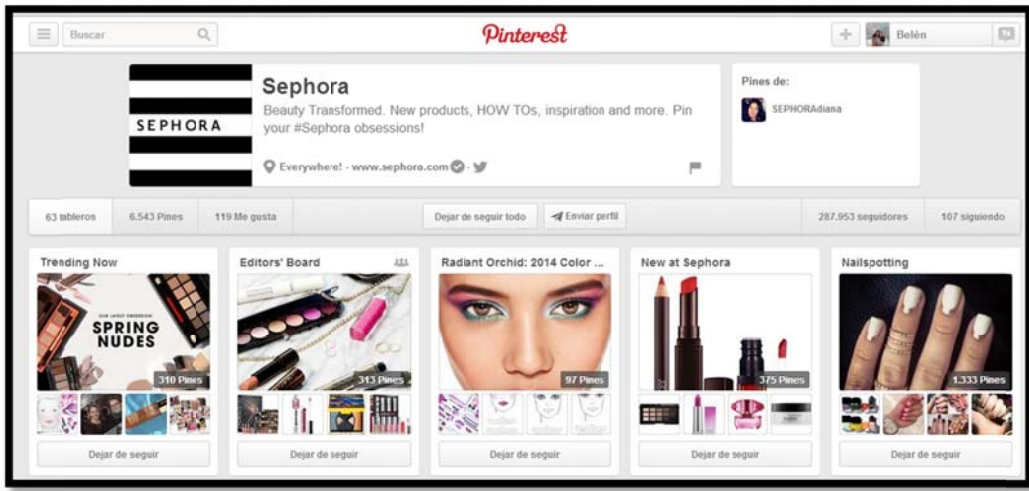 Buscar
Pinterest
Belén
Sephora
Beauty Transformed. New products, HOW TOs, inspiration and more. Pin
your #Sephora obsessions!
Everywhere! - www.sephora.com -
SEPHORA
Pines de:
SEPHORAdiana
63 tableros
6.543 Pines
119 Me gusta
Dejar de seguir todo
Enviar perfil
287.953 seguidores
107 siguiendo
Trending Now
OUR LATEST OBSESSION
SPRING
NUDES
310 Pines
Dejar de seguir
Editors' Board
313 Pines
Dejar de seguir
Radiant Orchid: 2014 Color ...
97 Pines
Dejar de seguir
New at Sephora
375 Pines
Dejar de seguir
Nailspotting
1.333 Pines
Dejar de seguir